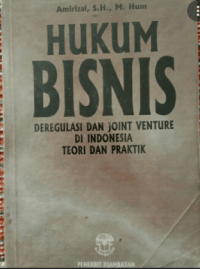 Amirizal, S.H., M. Hum
HUKUM
BISNIS
DEREGULASI DAN JOINT VENTURE
DI INDONESIA
TEORI DAN PRAKTIK
PENERBIT DJAMBATAN